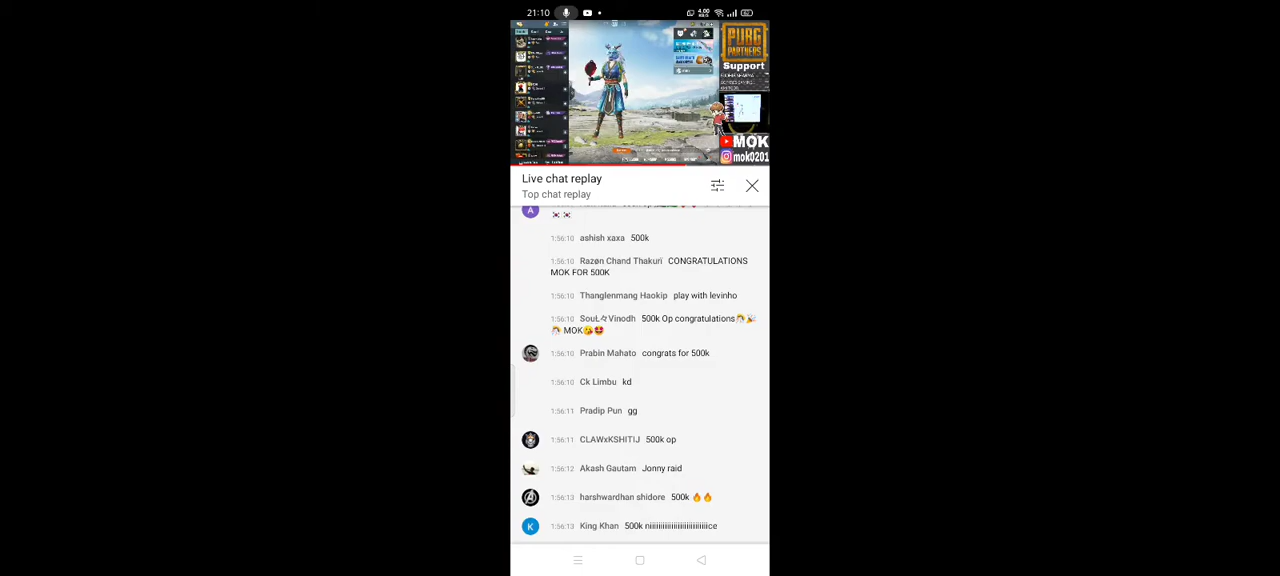 21:10
PUBG
PARTNERS
Support
MOK
mok0201
Live chat replay
Top chat replay
A
🇰🇷 🇰🇷
1:56:10 ashish xaxa 500k
1:56:10 Razøn Chand Thakurï CONGRATULATIONS
MOK FOR 500K
1:56:10 Thanglenmang Haokip play with levinho
1:56:10 SouŁ々Vinodh 500k Op congratulations🎊🎉
🎊 MOK😘🤩
1:56:10 Prabin Mahato congrats for 500k
1:56:10 Ck Limbu kd
1:56:11 Pradip Pun gg
1:56:11 CLAWxKSHITIJ 500k op
1:56:12 Akash Gautam Jonny raid
1:56:13 harshwardhan shidore 500k 🔥🔥
K 1:56:13 King Khan 500k niiiiiiiiiiiiiiiiiiiiiiiiiiice